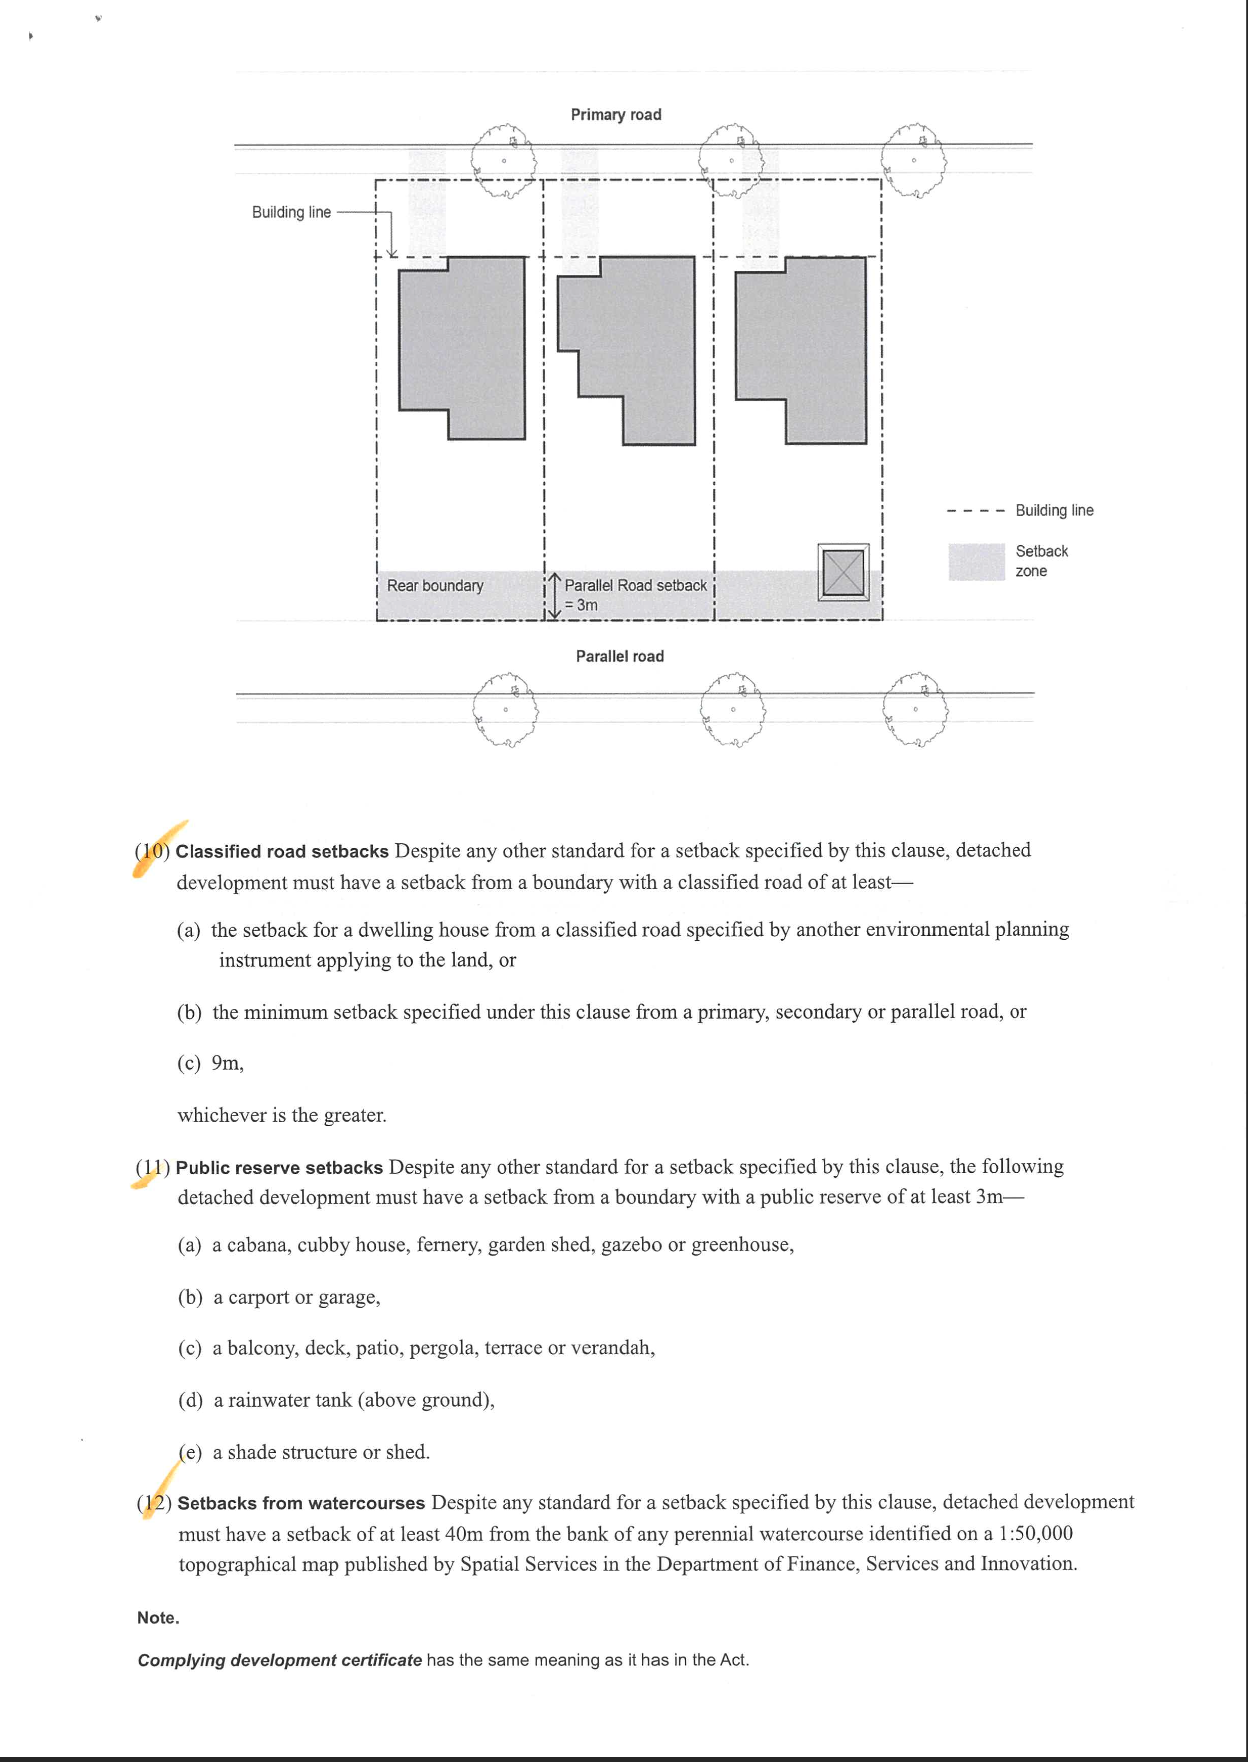 Primary road
Building line
Building line
Setback
zone
Rear boundary
Parallel Road setback
= 3m
Parallel road
(10) Classified road setbacks Despite any other standard for a setback specified by this clause, detached
development must have a setback from a boundary with a classified road of at least—
(a) the setback for a dwelling house from a classified road specified by another environmental planning
instrument applying to the land, or
(b) the minimum setback specified under this clause from a primary, secondary or parallel road, or
(c) 9m,
whichever is the greater.
(11) Public reserve setbacks Despite any other standard for a setback specified by this clause, the following
detached development must have a setback from a boundary with a public reserve of at least 3m—
(a) a cabana, cubby house, fernery, garden shed, gazebo or greenhouse,
(b) a carport or garage,
(c) a balcony, deck, patio, pergola, terrace or verandah,
(d) a rainwater tank (above ground),
(e) a shade structure or shed.
(12) Setbacks from watercourses Despite any standard for a setback specified by this clause, detached development
must have a setback of at least 40m from the bank of any perennial watercourse identified on a 1:50,000
topographical map published by Spatial Services in the Department of Finance, Services and Innovation.
Note.
Complying development certificate has the same meaning as it has in the Act.